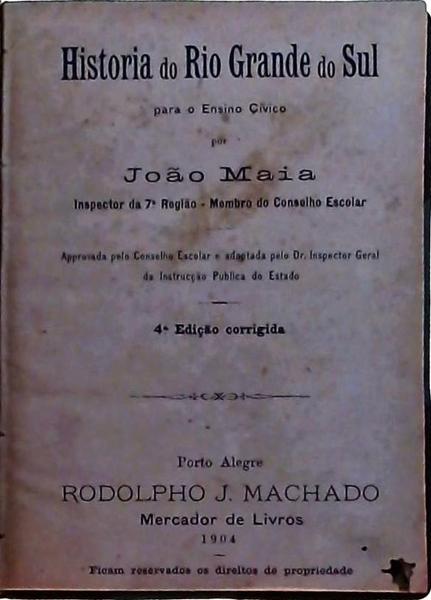 Historia do Rio Grande do Sul
para o Ensino Civico
por
João Maia
Inspector da 7ª Região - Membro do Conselho Escolar
Approvada pelo Conselho Escolar e adaptada pelo Dr. Inspector Geral
da Instrucção Publica do Estado
4ª Edição corrigida
Porto Alegre
RODOLPHO J. MACHADO
Mercador de Livros
1904
Ficam reservados os direitos de propriedade